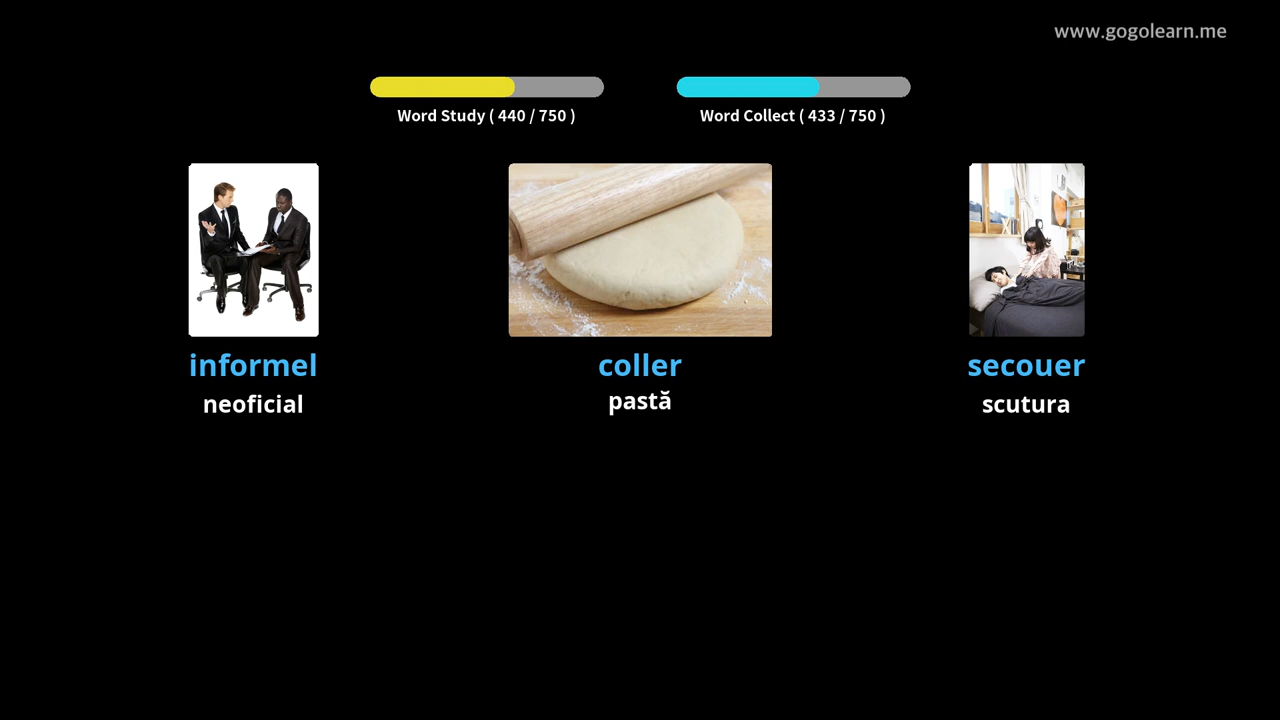 www.gogolearn.me
Word Study ( 440 / 750 )
Word Collect ( 433 / 750 )
informel
neoficial
coller
pastă
secouer
scutura